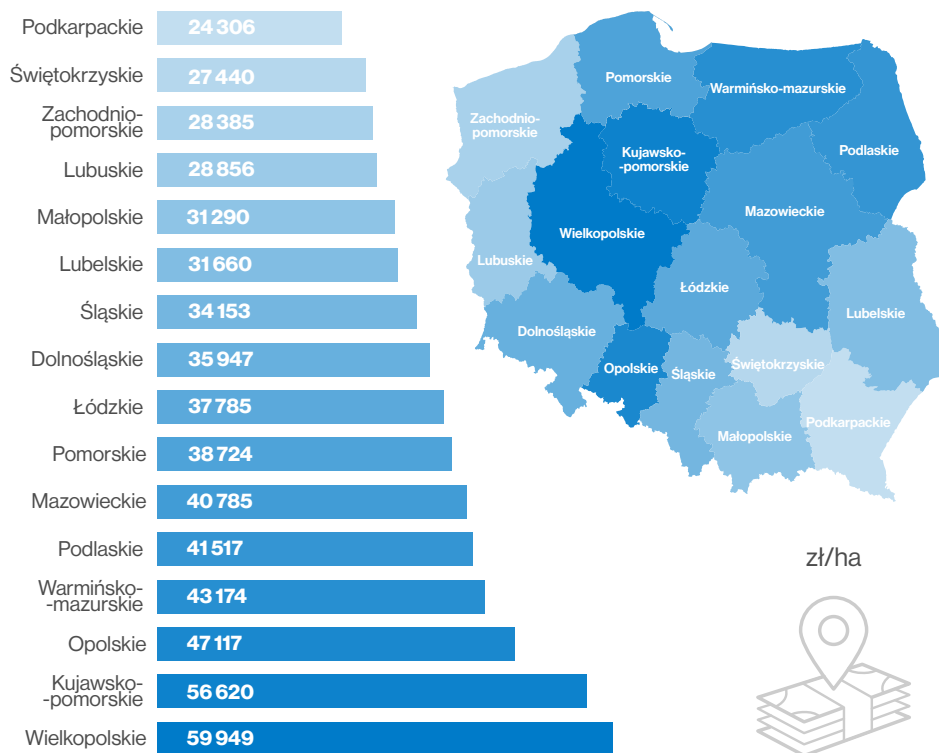 Podkarpackie 24 306
Świętokrzyskie 27 440
Zachodnio-
pomorskie 28 385
Lubuskie 28 856
Małopolskie 31 290
Lubelskie 31 660
Śląskie 34 153
Dolnośląskie 35 947
Łódzkie 37 785
Pomorskie 38 724
Mazowieckie 40 785
Podlaskie 41 517
Warmińsko-
-mazurskie 43 174
Opolskie 47 117
Kujawsko-
-pomorskie 56 620
Wielkopolskie 59 949
Pomorskie
Warmińsko-mazurskie
Zachodnio-
pomorskie
Kujawsko-
-pomorskie
Podlaskie
Mazowieckie
Wielkopolskie
Lubuskie
Łódzkie
Lubelskie
Dolnośląskie
Opolskie
Śląskie
Świętokrzyskie
Małopolskie
Podkarpackie
zł/ha